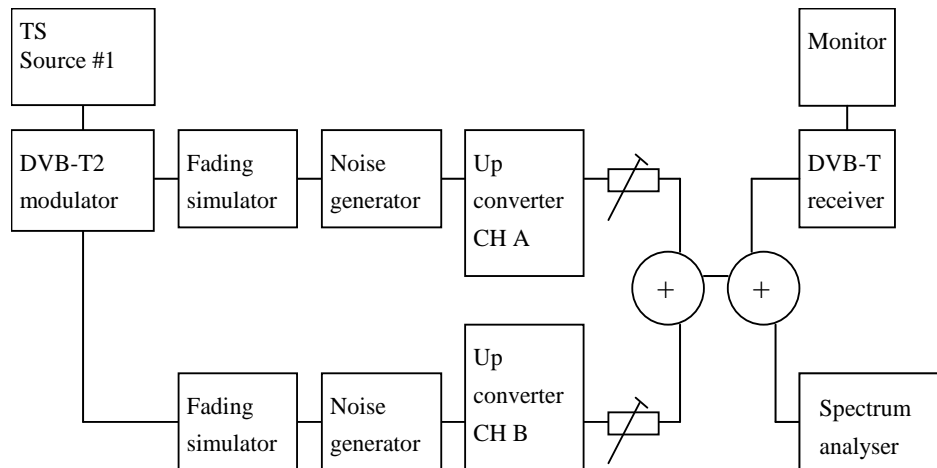 TS
Source #1
Monitor
DVB-T2
modulator
Fading
simulator
Noise
generator
Up
converter
CH A
DVB-T
receiver
+
+
Fading
simulator
Noise
generator
Up
converter
CH B
Spectrum
analyser